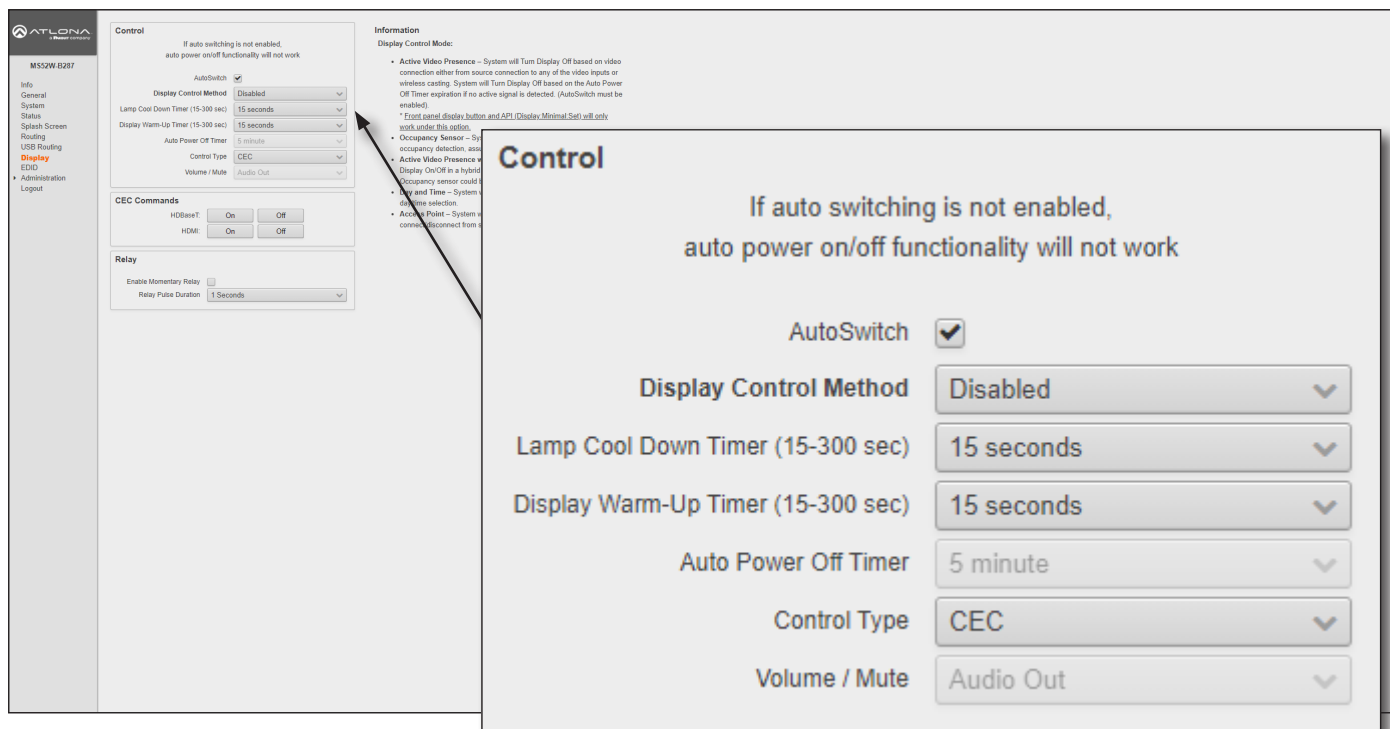 ATLONA
a Panduit company
MS52W-B287
Info
General
System
Status
Splash Screen
Routing
USB Routing
Display
EDID
Administration
Logout
Control
If auto switching is not enabled,
auto power on/off functionality will not work
AutoSwitch
Display Control Method Disabled
Lamp Cool Down Timer (15-300 sec) 15 seconds
Display Warm-Up Timer (15-300 sec) 15 seconds
Auto Power Off Timer 5 minute
Control Type CEC
Volume / Mute Audio Out
CEC Commands
HDBaseT: On Off
HDMI: On Off
Relay
Enable Momentary Relay
Relay Pulse Duration 1 Seconds
Information
Display Control Mode:
• Active Video Presence – System will Turn Display Off based on video
connection either from source connection to any of the video inputs or
wireless casting. System will Turn Display Off based on the Auto Power
Off Timer expiration if no active signal is detected. (AutoSwitch must be
enabled).
* Front panel display button and API (Display.Minimal.Set) will only
work under this option.
• Occupancy Sensor – Sy
occupancy detection, assu
• Active Video Presence w
Display On/Off in a hybrid
Occupancy sensor could b
• Day and Time – System w
day/time selection.
• Access Point – System w
connect/disconnect from s
Control
If auto switching is not enabled,
auto power on/off functionality will not work
AutoSwitch
Display Control Method Disabled
Lamp Cool Down Timer (15-300 sec) 15 seconds
Display Warm-Up Timer (15-300 sec) 15 seconds
Auto Power Off Timer 5 minute
Control Type CEC
Volume / Mute Audio Out